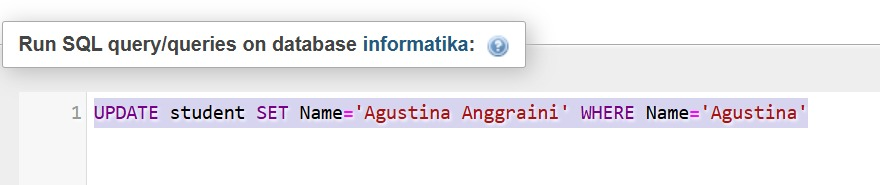 Run SQL query/queries on database informatika:
1 UPDATE student SET Name='Agustina Anggraini' WHERE Name='Agustina'